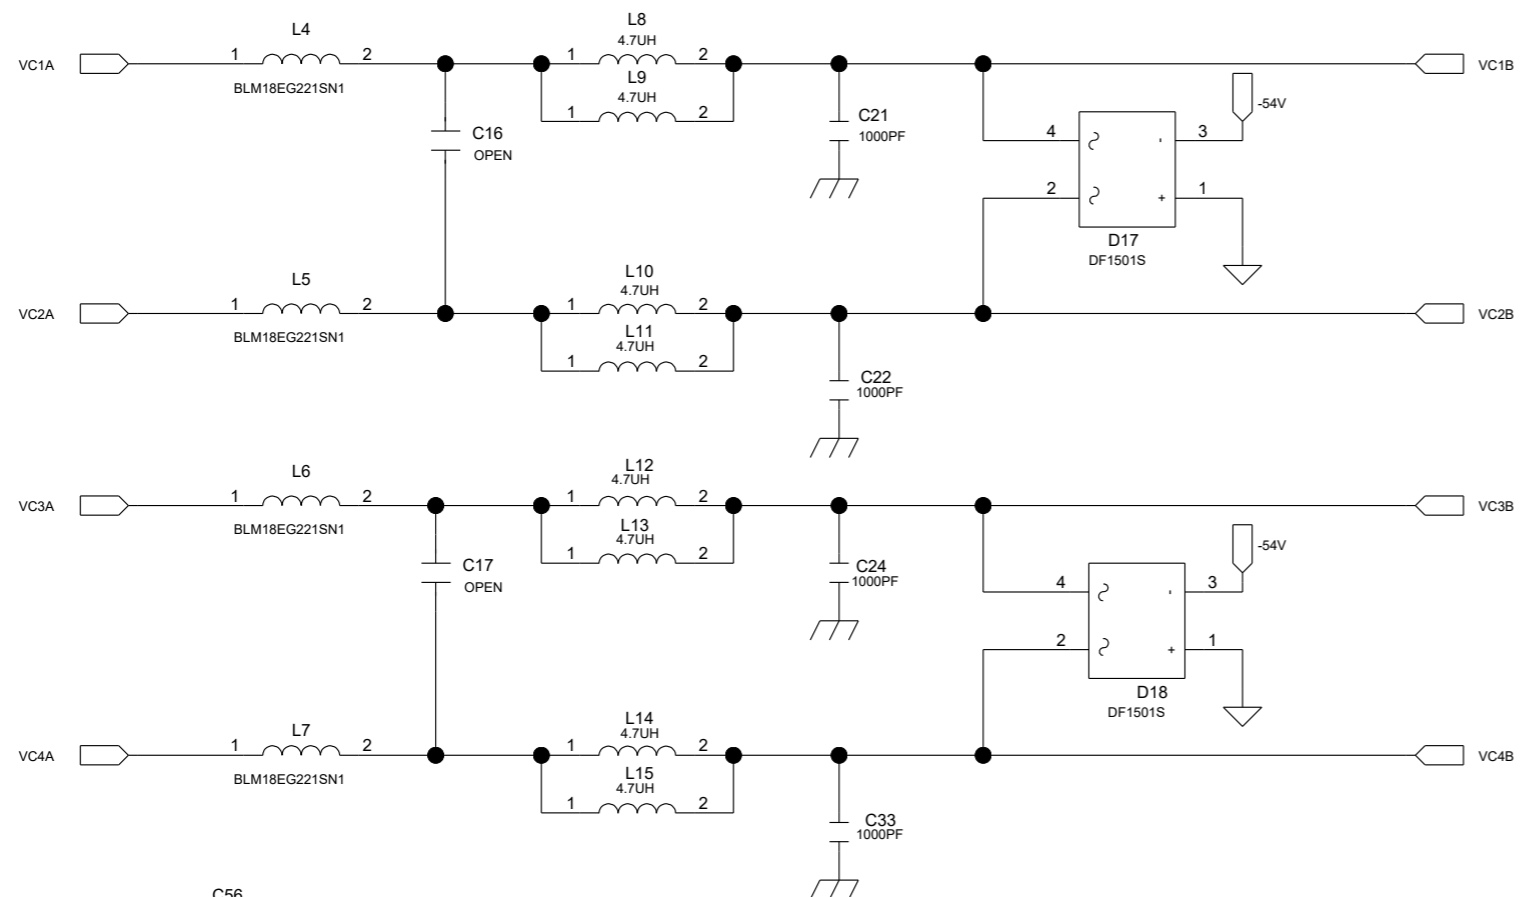 L4
1 2
BLM18EG221SN1
VC1A
L8
4.7UH
1 2
L9
4.7UH
1 2
C16
OPEN
C21
1000PF
VC1B
-54V
4 ~ - 3
2 ~ + 1
D17
DF1501S
L5
1 2
BLM18EG221SN1
VC2A
L10
4.7UH
1 2
L11
4.7UH
1 2
C22
1000PF
VC2B
L6
1 2
BLM18EG221SN1
VC3A
L12
4.7UH
1 2
L13
4.7UH
1 2
C17
OPEN
C24
1000PF
VC3B
-54V
4 ~ - 3
2 ~ + 1
D18
DF1501S
L7
1 2
BLM18EG221SN1
VC4A
L14
4.7UH
1 2
L15
4.7UH
1 2
C33
1000PF
VC4B
C56